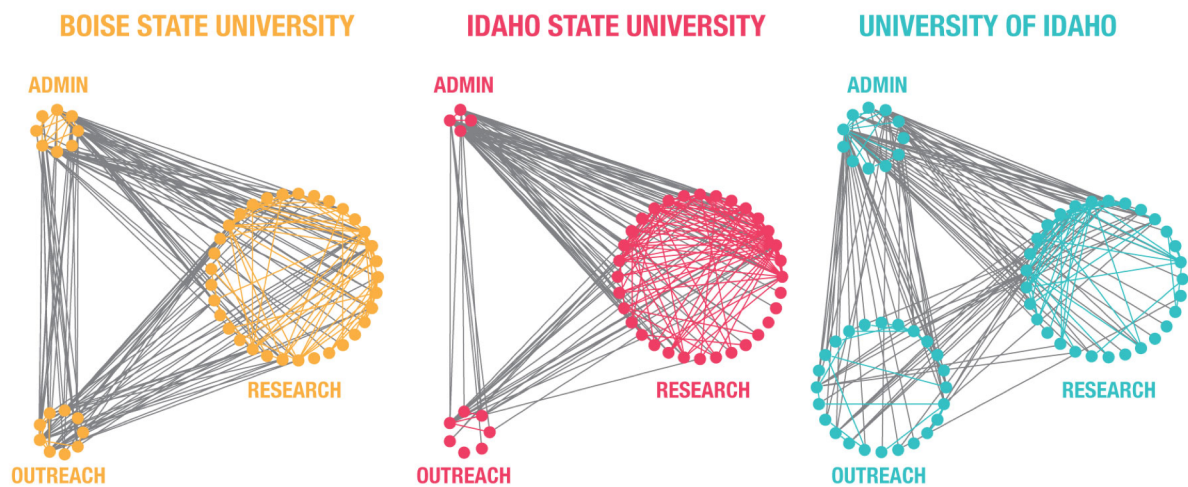 BOISE STATE UNIVERSITY
ADMIN
RESEARCH
OUTREACH
IDAHO STATE UNIVERSITY
ADMIN
RESEARCH
OUTREACH
UNIVERSITY OF IDAHO
ADMIN
RESEARCH
OUTREACH